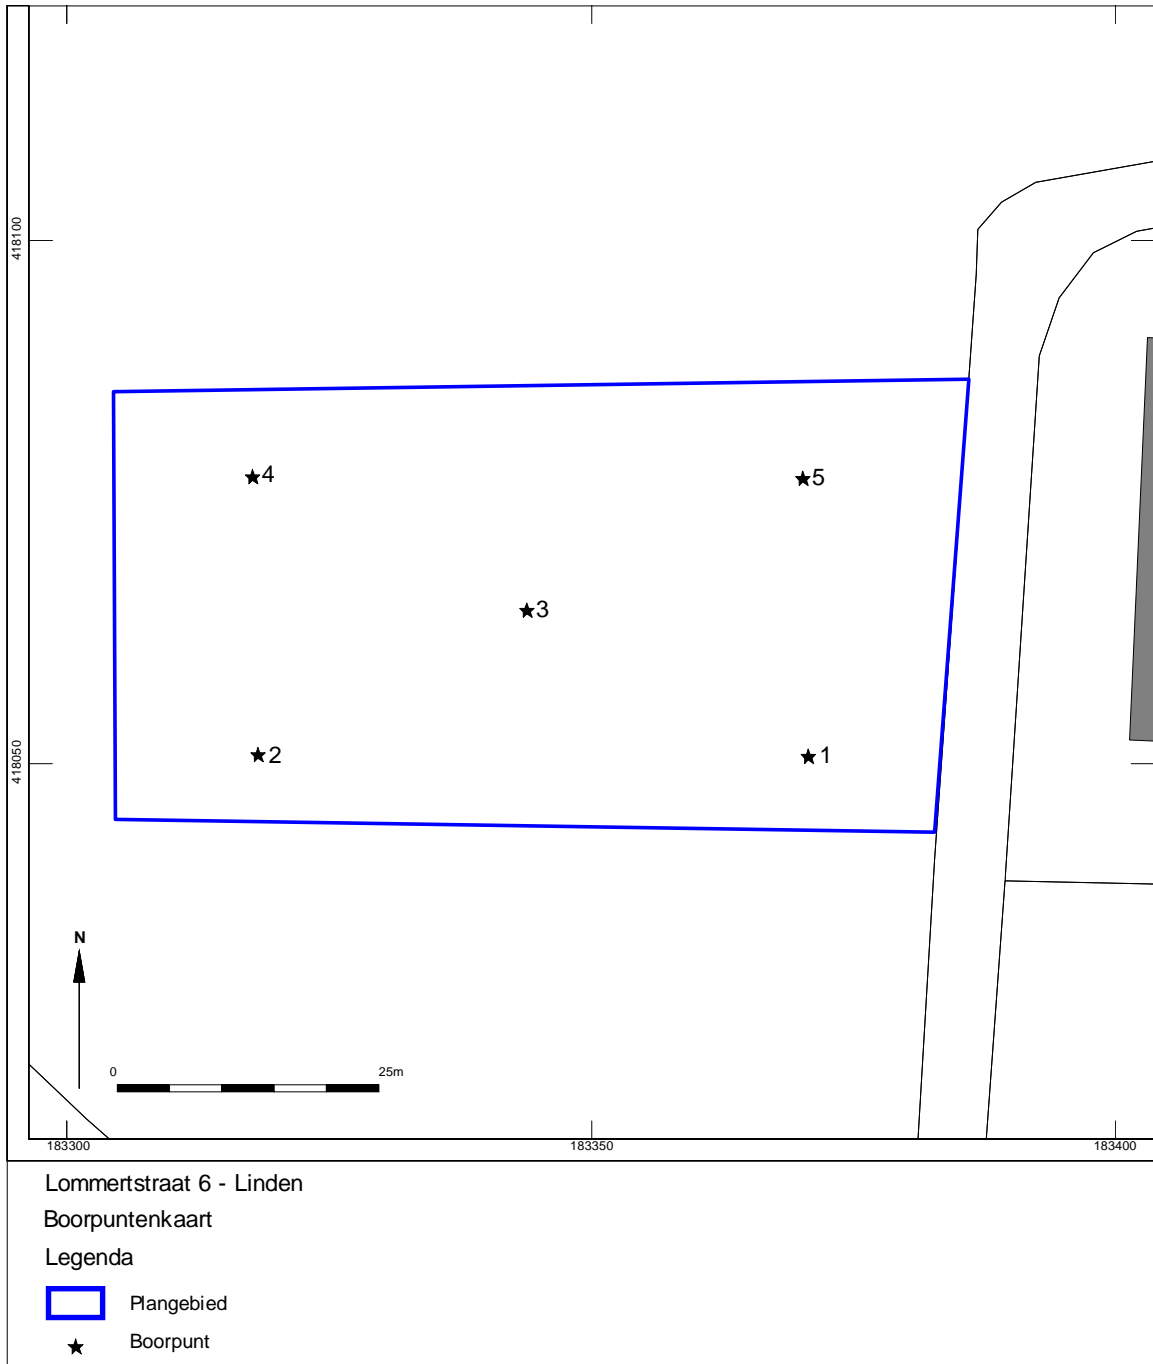 418100
4
5
3
418050
2
1
N
0 25m
183300 183350 183400
Lommertstraat 6 - Linden
Boorpuntenkaart
Legenda
Plangebied
Boorpunt